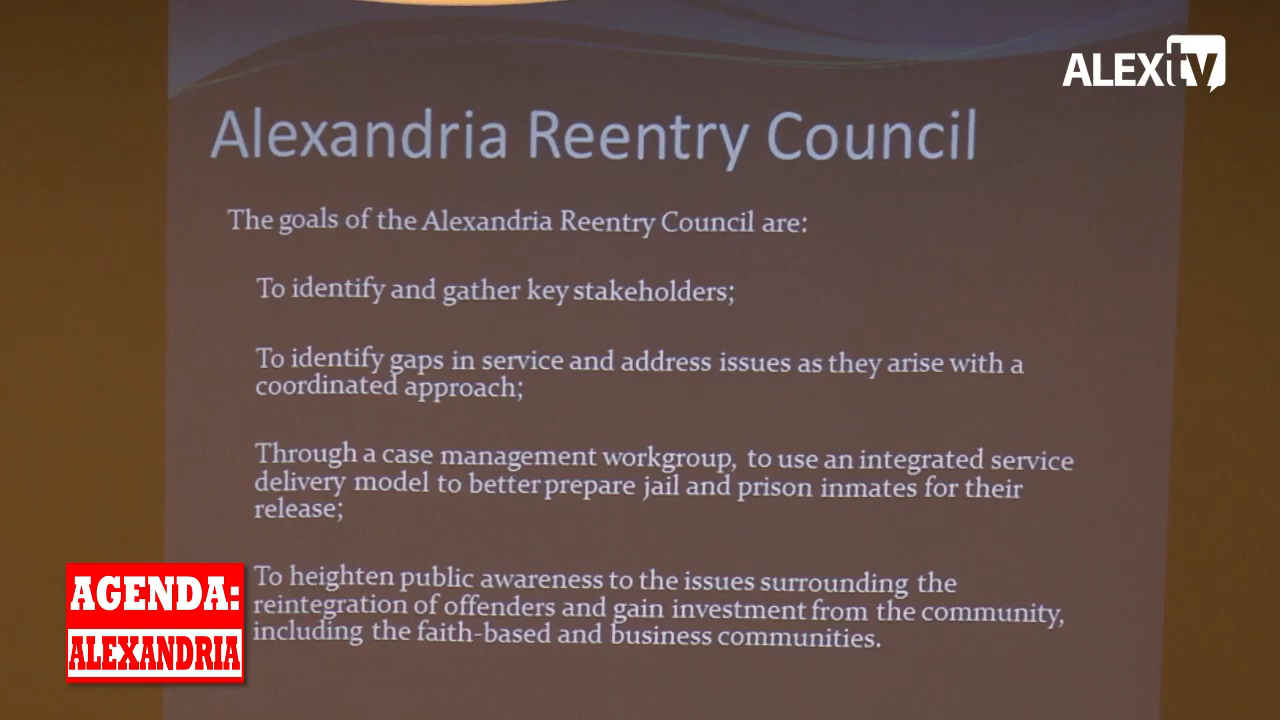 ALEXtv
Alexandria Reentry Council
The goals of the Alexandria Reentry Council are:
To identify and gather key stakeholders;
To identify gaps in service and address issues as they arise with a
coordinated approach;
Through a case management workgroup, to use an integrated service
delivery model to better prepare jail and prison inmates for their
release;
To heighten public awareness to the issues surrounding the
reintegration of offenders and gain investment from the community,
including the faith-based and business communities.
AGENDA:
ALEXANDRIA